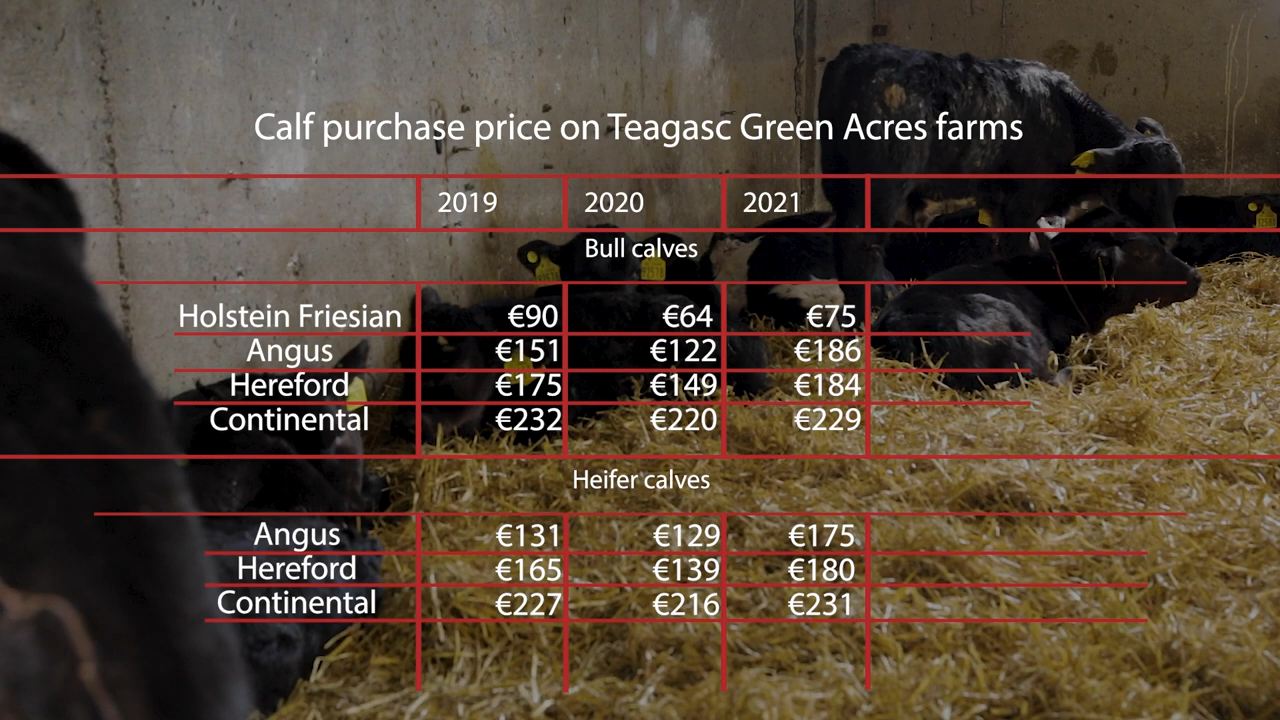 Calf purchase price on Teagasc Green Acres farms
2019 2020 2021
Bull calves
Holstein Friesian €90 €64 €75
Angus €151 €122 €186
Hereford €175 €149 €184
Continental €232 €220 €229
Heifer calves
Angus €131 €129 €175
Hereford €165 €139 €180
Continental €227 €216 €231